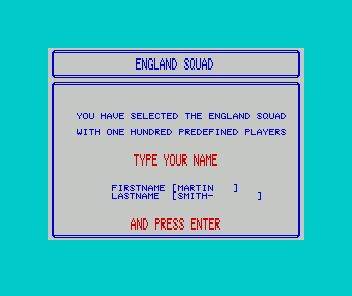 ENGLAND SQUAD
YOU HAVE SELECTED THE ENGLAND SQUAD
WITH ONE HUNDRED PREDEFINED PLAYERS
TYPE YOUR NAME
FIRSTNAME [MARTIN   ]
LASTNAME  [SMITH-       ]
AND PRESS ENTER